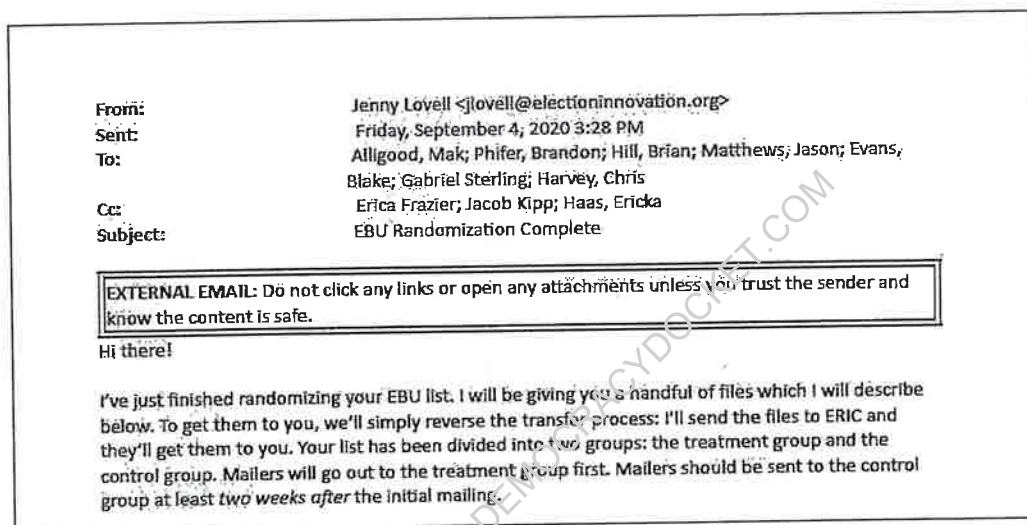 From: Jenny Lovell <jlovell@electioninnovation.org>
Sent: Friday, September 4, 2020 3:28 PM
To: Alligood, Mak; Phifer, Brandon; Hill, Brian; Matthews, Jason; Evans,
Blake; Gabriel Sterling; Harvey, Chris
Cc: Erica Frazier; Jacob Kipp; Haas, Ericka
Subject: EBU Randomization Complete
EXTERNAL EMAIL: Do not click any links or open any attachments unless you trust the sender and
know the content is safe.
Hi there!
I've just finished randomizing your EBU list. I will be giving you a handful of files which I will describe
below. To get them to you, we'll simply reverse the transfer process: I'll send the files to ERIC and
they'll get them to you. Your list has been divided into two groups: the treatment group and the
control group. Mailers will go out to the treatment group first. Mailers should be sent to the control
group at least two weeks after the initial mailing.
DEMOCRACYDOCKET.COM